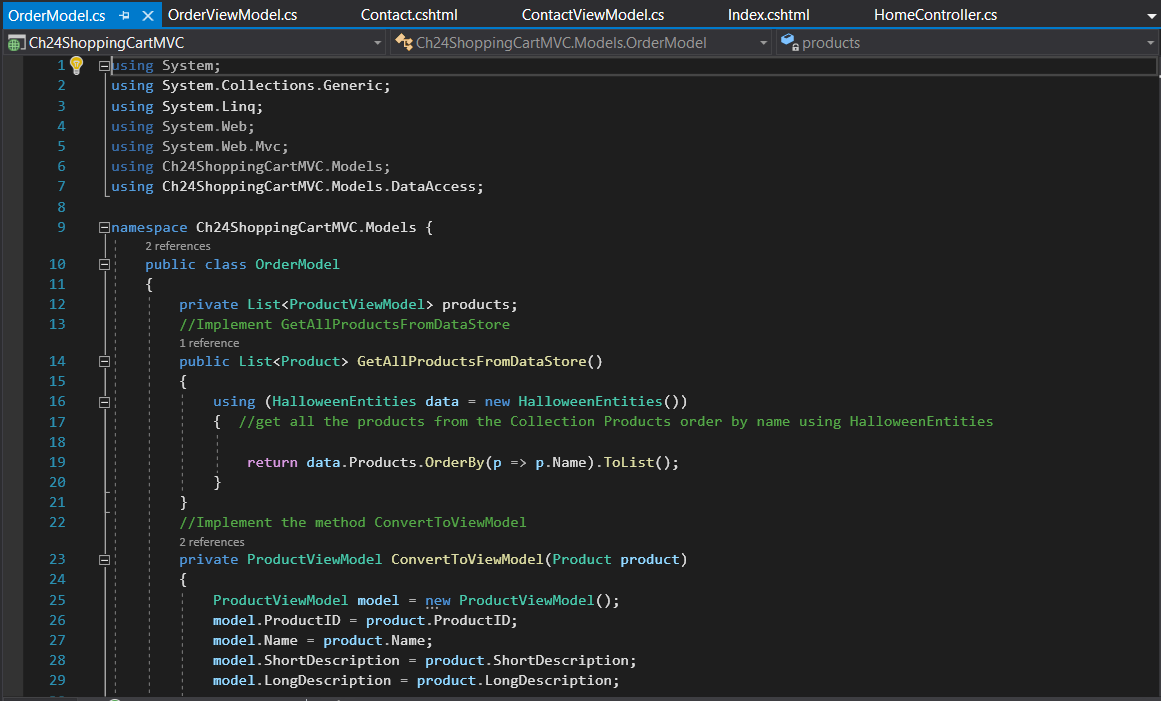 OrderModel.cs OrderViewModel.cs Contact.cshtml ContactViewModel.cs Index.cshtml HomeController.cs
Ch24ShoppingCartMVC Ch24ShoppingCartMVC.Models.OrderModel products
1 using System;
2 using System.Collections.Generic;
3 using System.Linq;
4 using System.Web;
5 using System.Web.Mvc;
6 using Ch24ShoppingCartMVC.Models;
7 using Ch24ShoppingCartMVC.Models.DataAccess;
8
9 namespace Ch24ShoppingCartMVC.Models {
2 references
10 public class OrderModel
11 {
12 private List<ProductViewModel> products;
13 //Implement GetAllProductsFromDataStore
1 reference
14 public List<Product> GetAllProductsFromDataStore()
15 {
16 using (HalloweenEntities data = new HalloweenEntities())
17 { //get all the products from the Collection Products order by name using HalloweenEntities
18
19 return data.Products.OrderBy(p => p.Name).ToList();
20 }
21 }
22 //Implement the method ConvertToViewModel
2 references
23 private ProductViewModel ConvertToViewModel(Product product)
24 {
25 ProductViewModel model = new ProductViewModel();
26 model.ProductID = product.ProductID;
27 model.Name = product.Name;
28 model.ShortDescription = product.ShortDescription;
29 model.LongDescription = product.LongDescription;